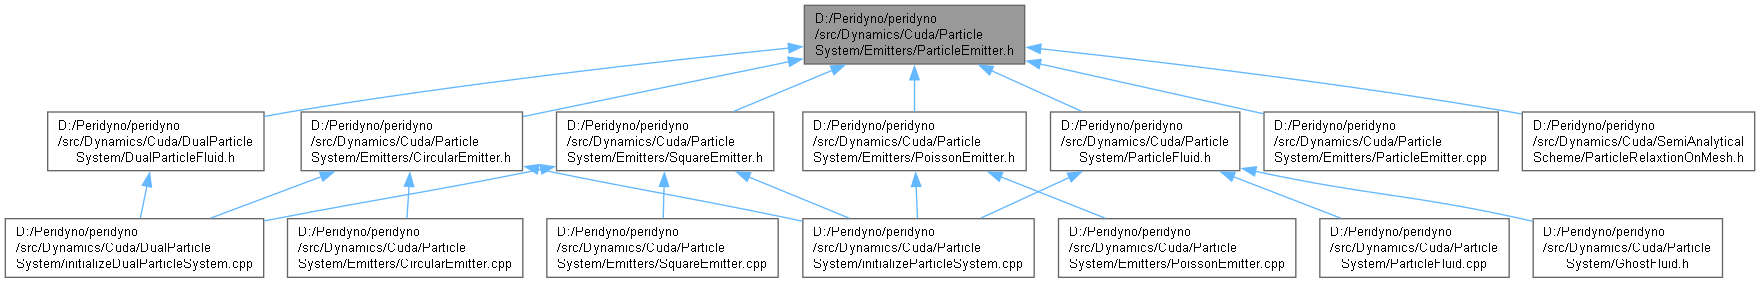 D:/Peridyno/peridyno
/src/Dynamics/Cuda/Particle
System/Emitters/ParticleEmitter.h
D:/Peridyno/peridyno
/src/Dynamics/Cuda/DualParticle
System/DualParticleFluid.h
D:/Peridyno/peridyno
/src/Dynamics/Cuda/Particle
System/Emitters/CircularEmitter.h
D:/Peridyno/peridyno
/src/Dynamics/Cuda/Particle
System/Emitters/SquareEmitter.h
D:/Peridyno/peridyno
/src/Dynamics/Cuda/Particle
System/Emitters/PoissonEmitter.h
D:/Peridyno/peridyno
/src/Dynamics/Cuda/Particle
System/ParticleFluid.h
D:/Peridyno/peridyno
/src/Dynamics/Cuda/Particle
System/Emitters/ParticleEmitter.cpp
D:/Peridyno/peridyno
/src/Dynamics/Cuda/SemiAnalytical
Scheme/ParticleRelaxtionOnMesh.h
D:/Peridyno/peridyno
/src/Dynamics/Cuda/DualParticle
System/initializeDualParticleSystem.cpp
D:/Peridyno/peridyno
/src/Dynamics/Cuda/Particle
System/Emitters/CircularEmitter.cpp
D:/Peridyno/peridyno
/src/Dynamics/Cuda/Particle
System/Emitters/SquareEmitter.cpp
D:/Peridyno/peridyno
/src/Dynamics/Cuda/Particle
System/initializeParticleSystem.cpp
D:/Peridyno/peridyno
/src/Dynamics/Cuda/Particle
System/Emitters/PoissonEmitter.cpp
D:/Peridyno/peridyno
/src/Dynamics/Cuda/Particle
System/ParticleFluid.cpp
D:/Peridyno/peridyno
/src/Dynamics/Cuda/Particle
System/GhostFluid.h